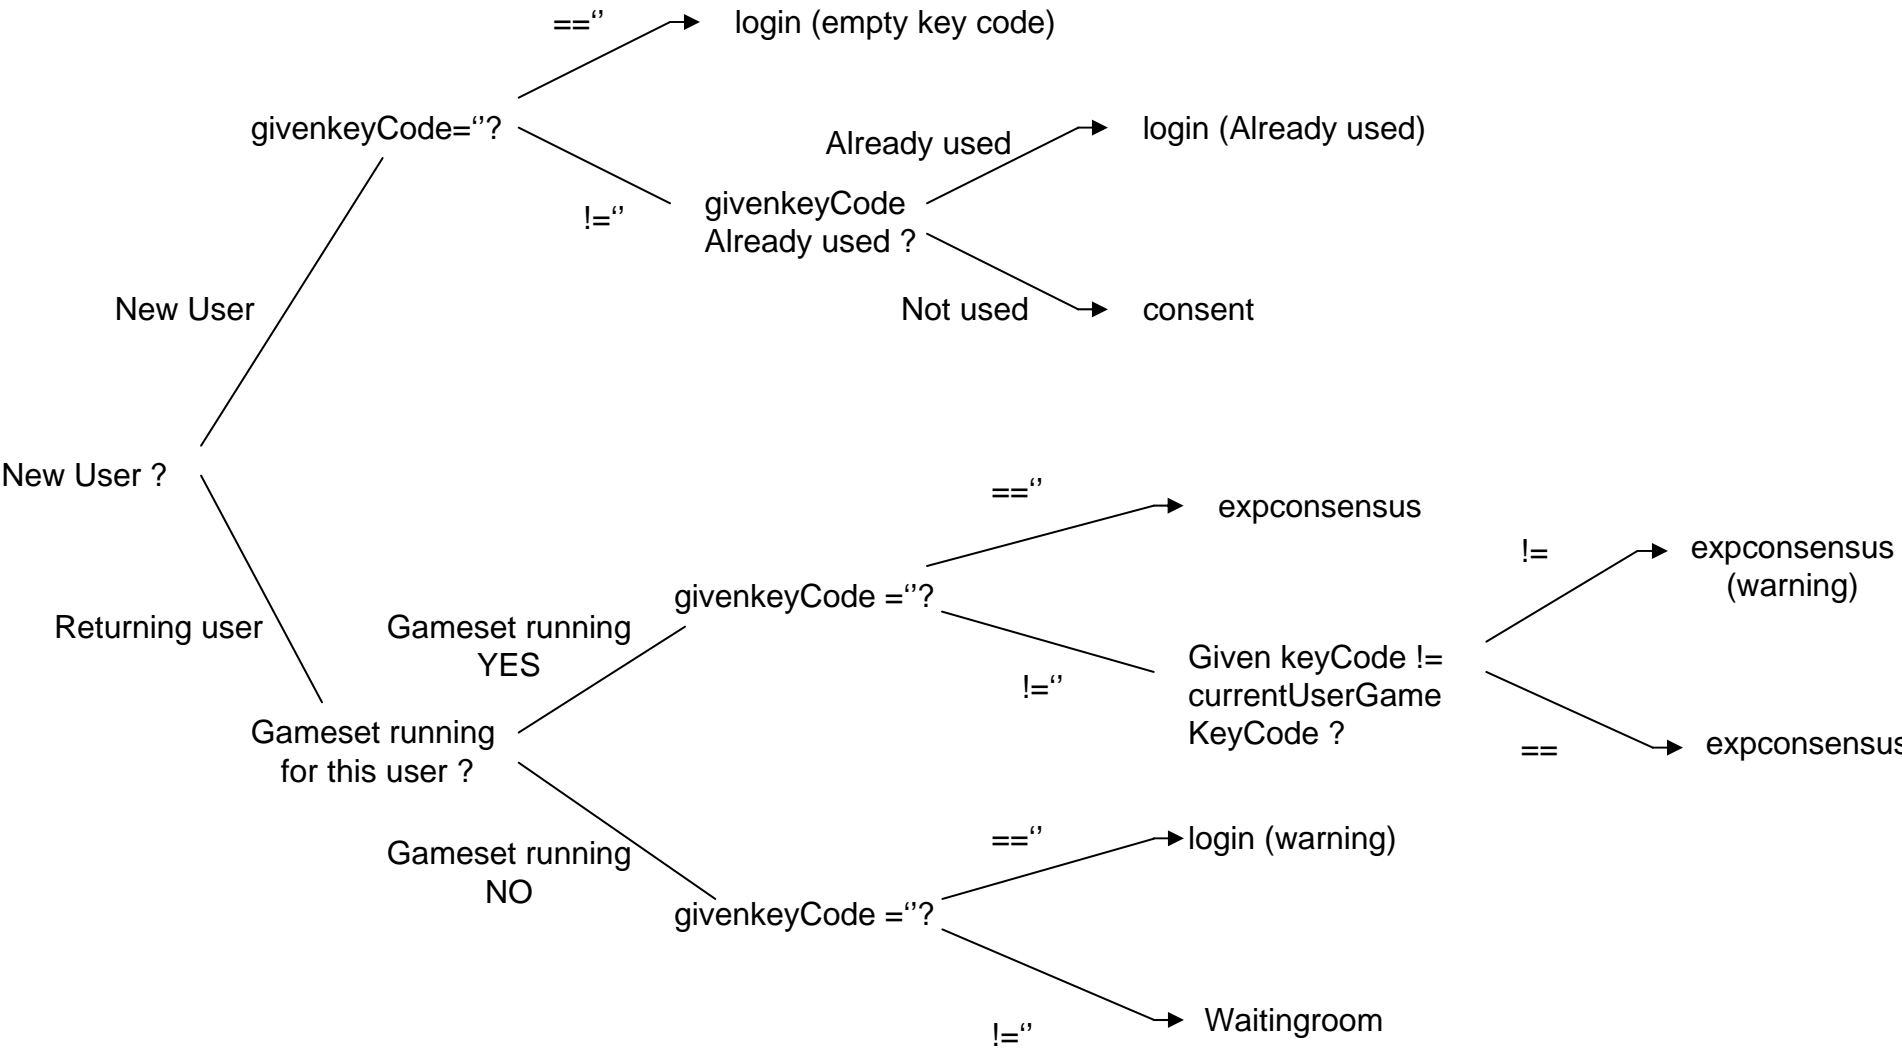 ==‘’
login (empty key code)
givenkeyCode=‘’?
Already used
login (Already used)
!=‘’
givenkeyCode
Already used ?
New User
Not used
consent
New User ?
==‘’
expconsensus
!=
expconsensus
(warning)
givenkeyCode =‘’?
Returning user
Gameset running
YES
!=‘’
Given keyCode !=
currentUserGame
KeyCode ?
Gameset running
for this user ?
==
expconsensus
Gameset running
NO
==‘’
login (warning)
givenkeyCode =‘’?
!=‘’
Waitingroom